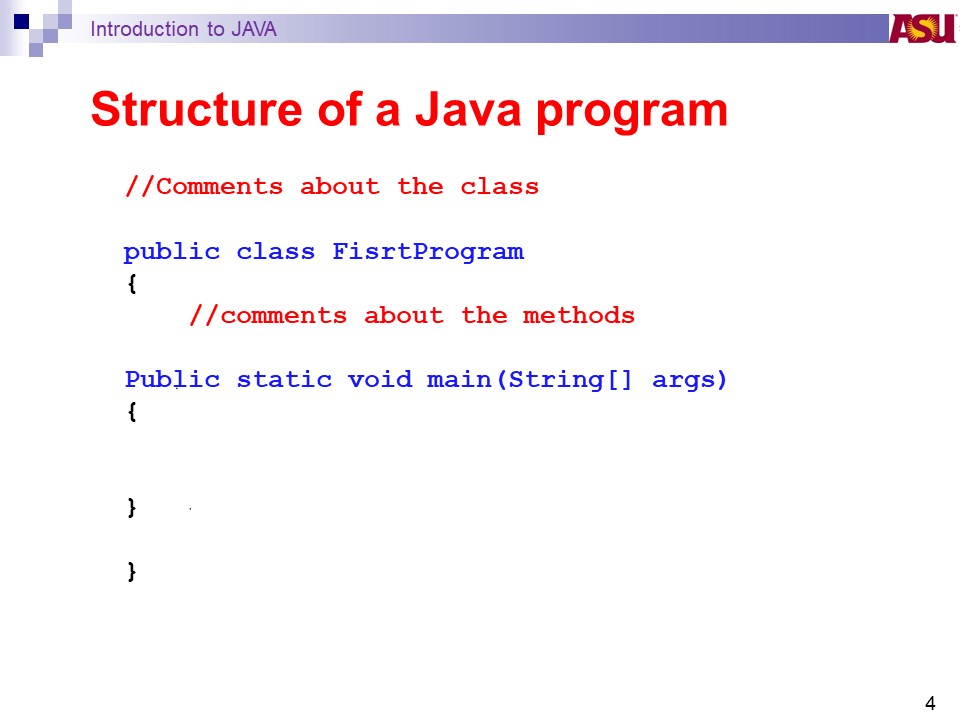 Introduction to JAVA
ASU
Structure of a Java program
//Comments about the class
public class FisrtProgram
{
//comments about the methods
Public static void main(String[] args)
{
}
}
4